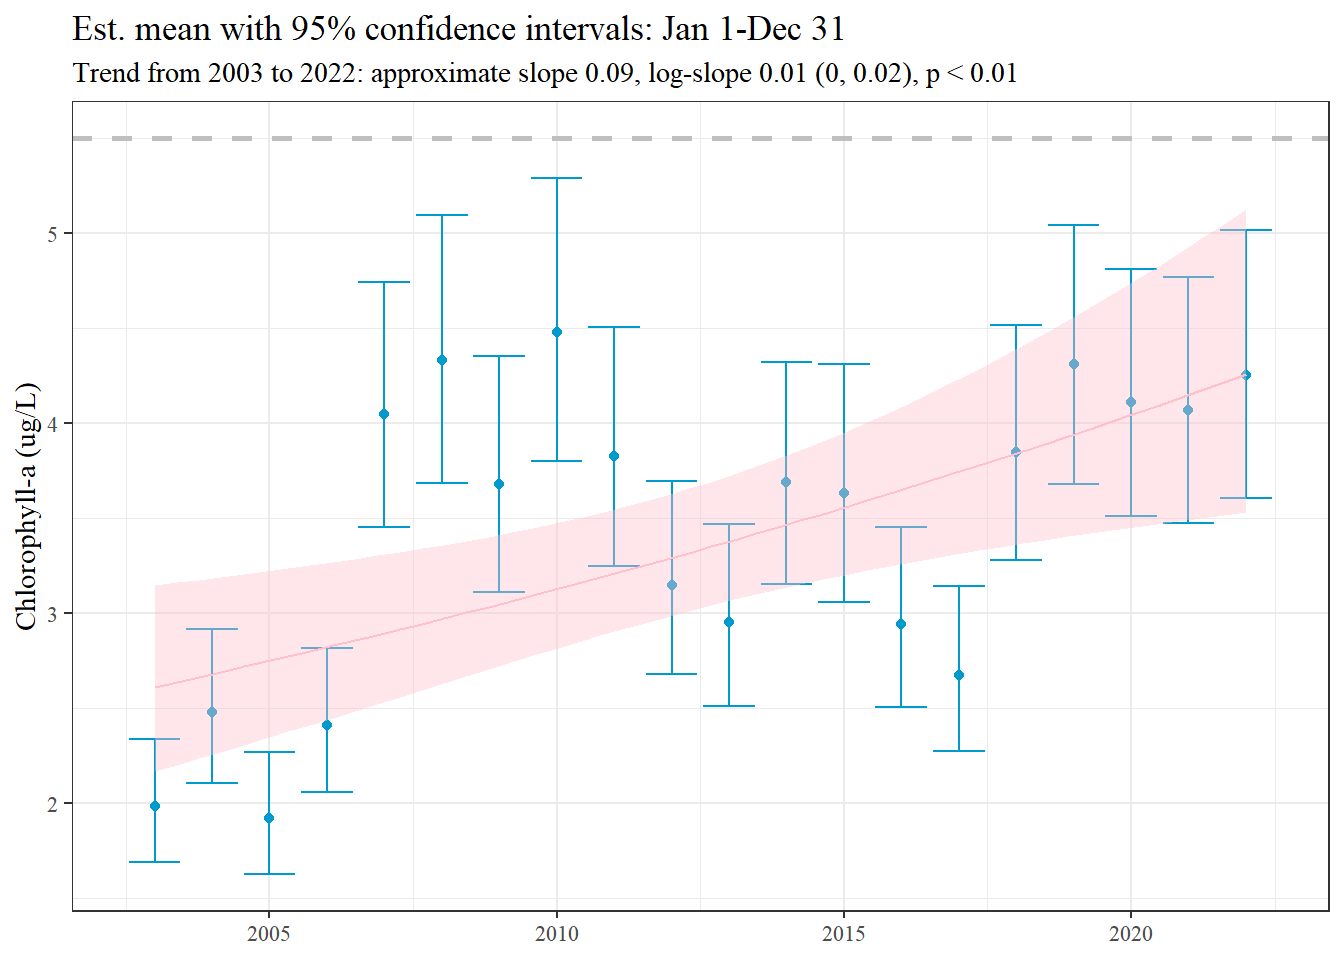 Est. mean with 95% confidence intervals: Jan 1-Dec 31
Trend from 2003 to 2022: approximate slope 0.09, log-slope 0.01 (0, 0.02), p < 0.01
Chlorophyll-a (ug/L)
5
4
3
2
2005
2010
2015
2020